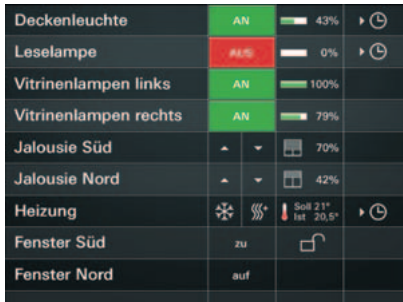 Deckenleuchte AN 43%
Leselampe AUS 0%
Vitrinenlampen links AN 100%
Vitrinenlampen rechts AN 79%
Jalousie Süd 70%
Jalousie Nord 42%
Heizung Soll 21°
Ist 20,5°
Fenster Süd zu
Fenster Nord auf